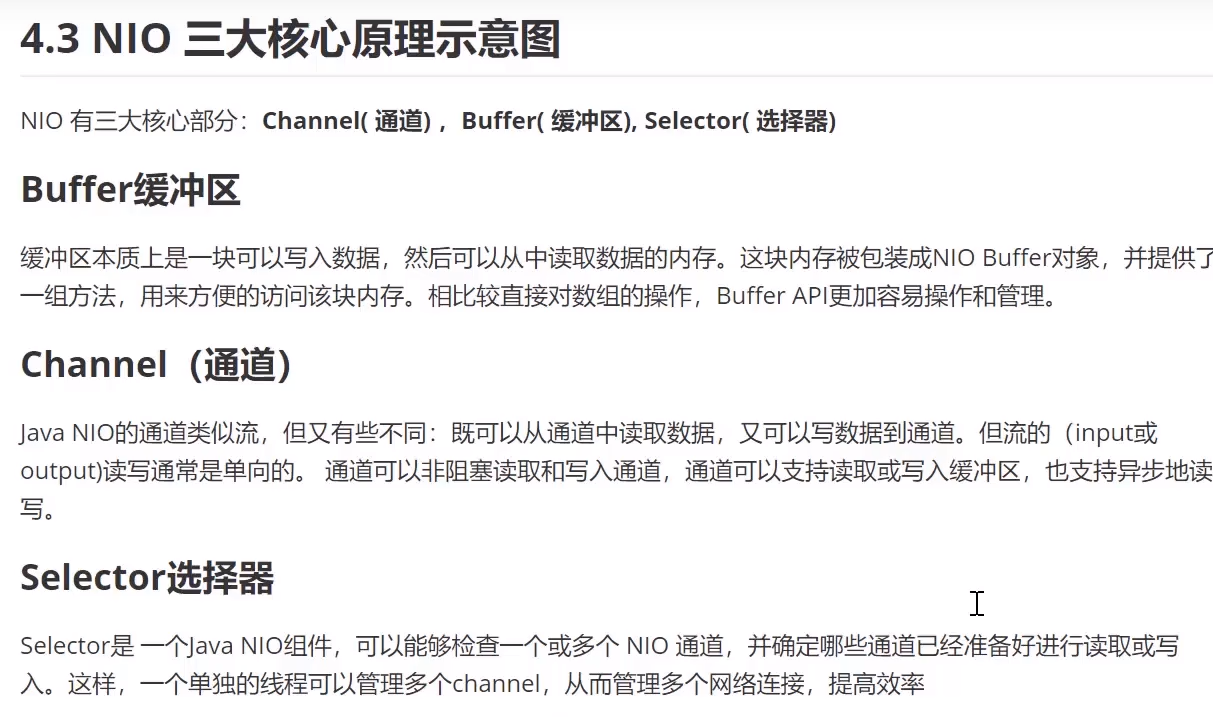 4.3 NIO 三大核心原理示意图
NIO 有三大核心部分：Channel( 通道) ，Buffer( 缓冲区), Selector( 选择器)
Buffer缓冲区
缓冲区本质上是一块可以写入数据，然后可以从中读取数据的内存。这块内存被包装成NIO Buffer对象，并提供了
一组方法，用来方便的访问该块内存。相比较直接对数组的操作，Buffer API更加容易操作和管理。
Channel（通道）
Java NIO的通道类似流，但又有些不同：既可以从通道中读取数据，又可以写数据到通道。但流的（input或
output)读写通常是单向的。 通道可以非阻塞读取和写入通道，通道可以支持读取或写入缓冲区，也支持异步地读
写。
Selector选择器
Selector是 一个Java NIO组件，可以能够检查一个或多个 NIO 通道，并确定哪些通道已经准备好进行读取或写
入。这样，一个单独的线程可以管理多个channel，从而管理多个网络连接，提高效率